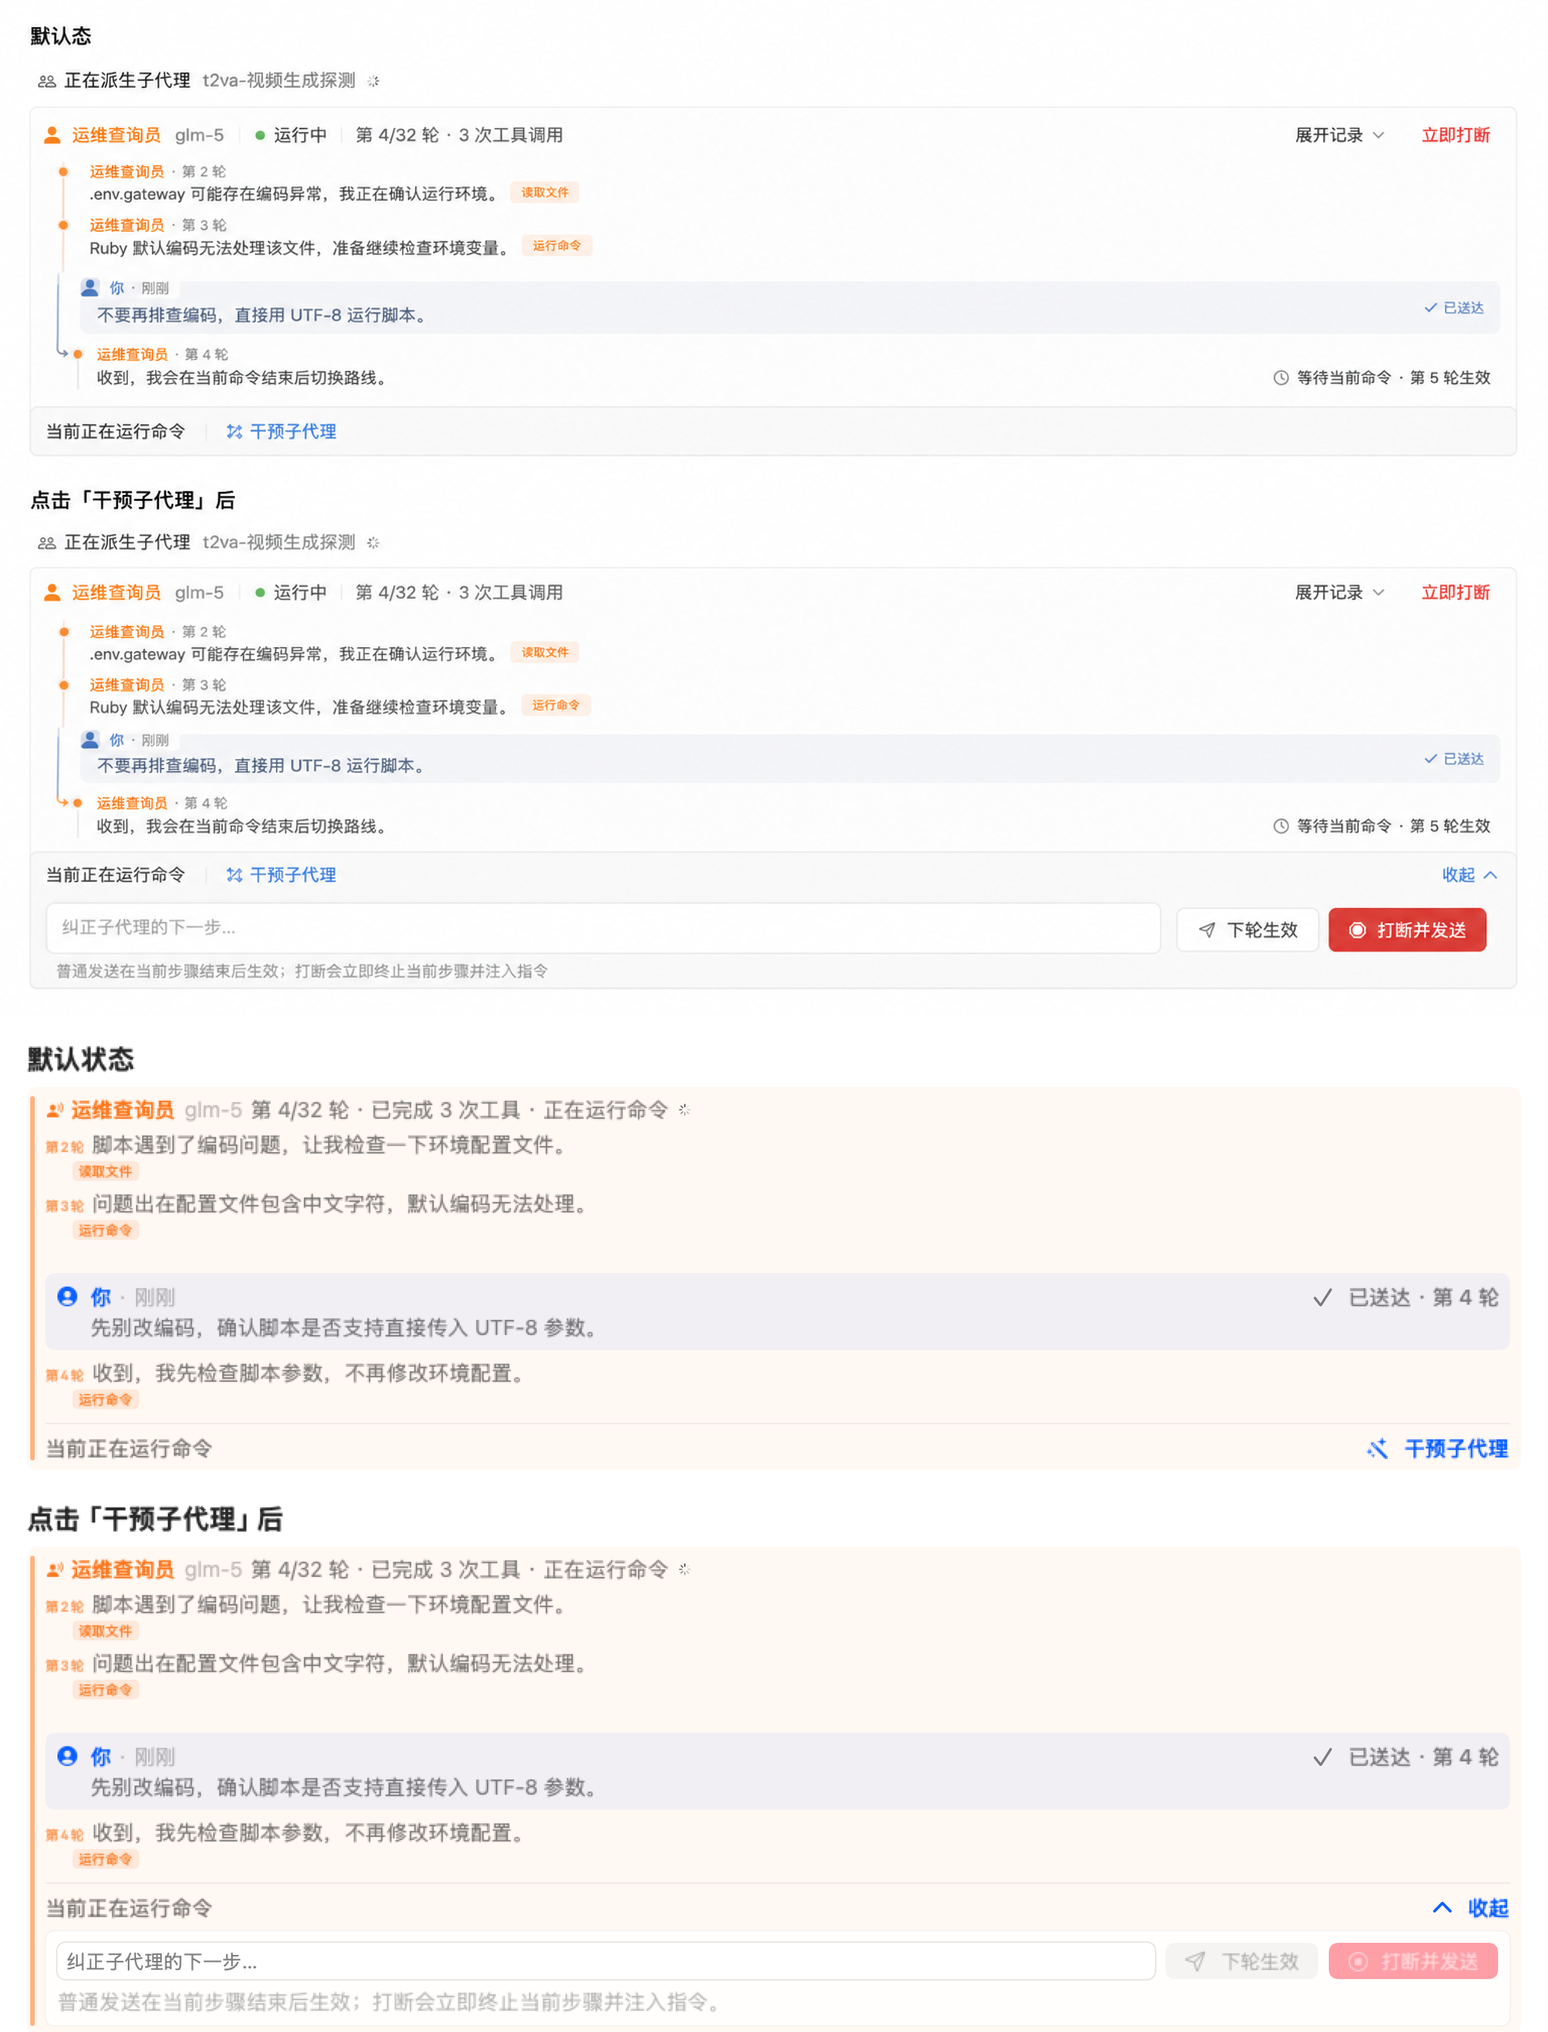 默认态
正在派生子代理 t2va-视频生成探测
运维查询员 glm-5 运行中 第 4/32 轮 · 3 次工具调用 展开记录 立即打断
运维查询员 · 第 2 轮
.env.gateway 可能存在编码异常，我正在确认运行环境。 读取文件
运维查询员 · 第 3 轮
Ruby 默认编码无法处理该文件，准备继续检查环境变量。 运行命令
你 · 刚刚
不要再排查编码，直接用 UTF-8 运行脚本。 已送达
运维查询员 · 第 4 轮
收到，我会在当前命令结束后切换路线。 等待当前命令 · 第 5 轮生效
当前正在运行命令 干预子代理
点击「干预子代理」后
正在派生子代理 t2va-视频生成探测
运维查询员 glm-5 运行中 第 4/32 轮 · 3 次工具调用 展开记录 立即打断
运维查询员 · 第 2 轮
.env.gateway 可能存在编码异常，我正在确认运行环境。 读取文件
运维查询员 · 第 3 轮
Ruby 默认编码无法处理该文件，准备继续检查环境变量。 运行命令
你 · 刚刚
不要再排查编码，直接用 UTF-8 运行脚本。 已送达
运维查询员 · 第 4 轮
收到，我会在当前命令结束后切换路线。 等待当前命令 · 第 5 轮生效
当前正在运行命令 干预子代理 收起
纠正子代理的下一步... 下轮生效 打断并发送
普通发送在当前步骤结束后生效；打断会立即终止当前步骤并注入指令
默认状态
运维查询员 glm-5 第 4/32 轮 · 已完成 3 次工具 · 正在运行命令
第2轮 脚本遇到了编码问题，让我检查一下环境配置文件。
读取文件
第3轮 问题出在配置文件包含中文字符，默认编码无法处理。
运行命令
你 · 刚刚 已送达 · 第 4 轮
先别改编码，确认脚本是否支持直接传入 UTF-8 参数。
第4轮 收到，我先检查脚本参数，不再修改环境配置。
运行命令
当前正在运行命令 干预子代理
点击「干预子代理」后
运维查询员 glm-5 第 4/32 轮 · 已完成 3 次工具 · 正在运行命令
第2轮 脚本遇到了编码问题，让我检查一下环境配置文件。
读取文件
第3轮 问题出在配置文件包含中文字符，默认编码无法处理。
运行命令
你 · 刚刚 已送达 · 第 4 轮
先别改编码，确认脚本是否支持直接传入 UTF-8 参数。
第4轮 收到，我先检查脚本参数，不再修改环境配置。
运行命令
当前正在运行命令 收起
纠正子代理的下一步... 下轮生效 打断并发送
普通发送在当前步骤结束后生效；打断会立即终止当前步骤并注入指令。